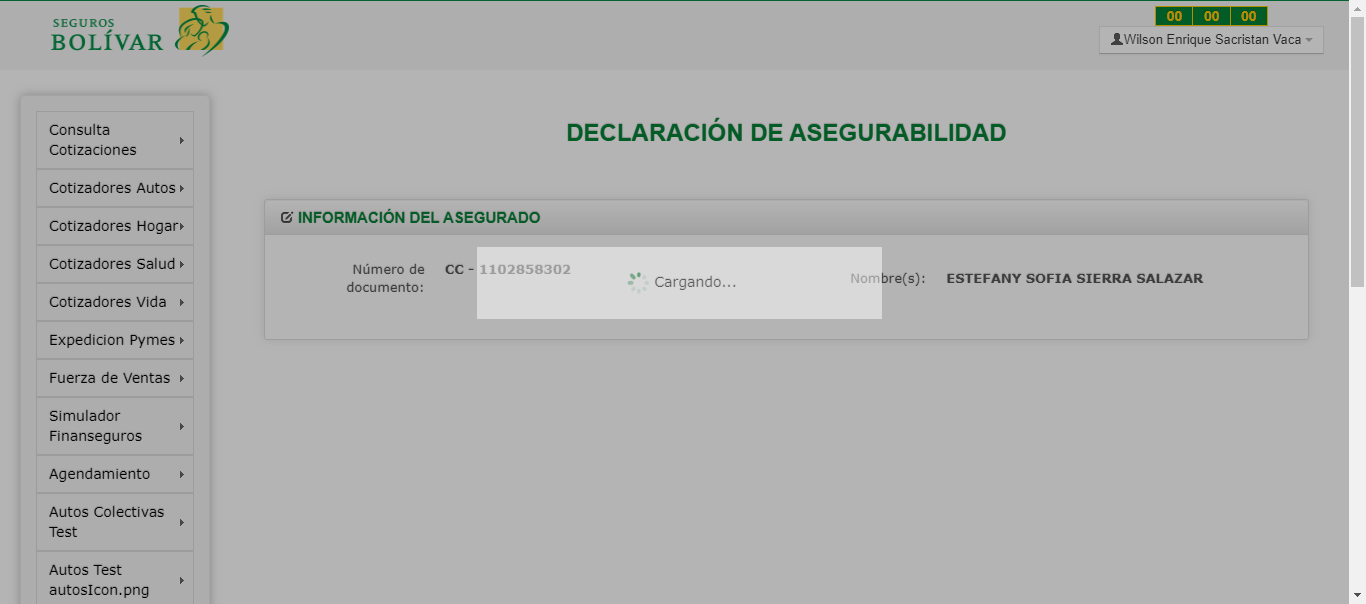 SEGUROS
BOLÍVAR
00 00 00
Wilson Enrique Sacristan Vaca
Consulta
Cotizaciones
Cotizadores Autos
Cotizadores Hogar
Cotizadores Salud
Cotizadores Vida
Expedicion Pymes
Fuerza de Ventas
Simulador
Finanseguros
Agendamiento
Autos Colectivas
Test
Autos Test
autosIcon.png
DECLARACIÓN DE ASEGURABILIDAD
INFORMACIÓN DEL ASEGURADO
Número de
documento:
CC - 1102858302
Cargando...
Nombre(s): ESTEFANY SOFIA SIERRA SALAZAR